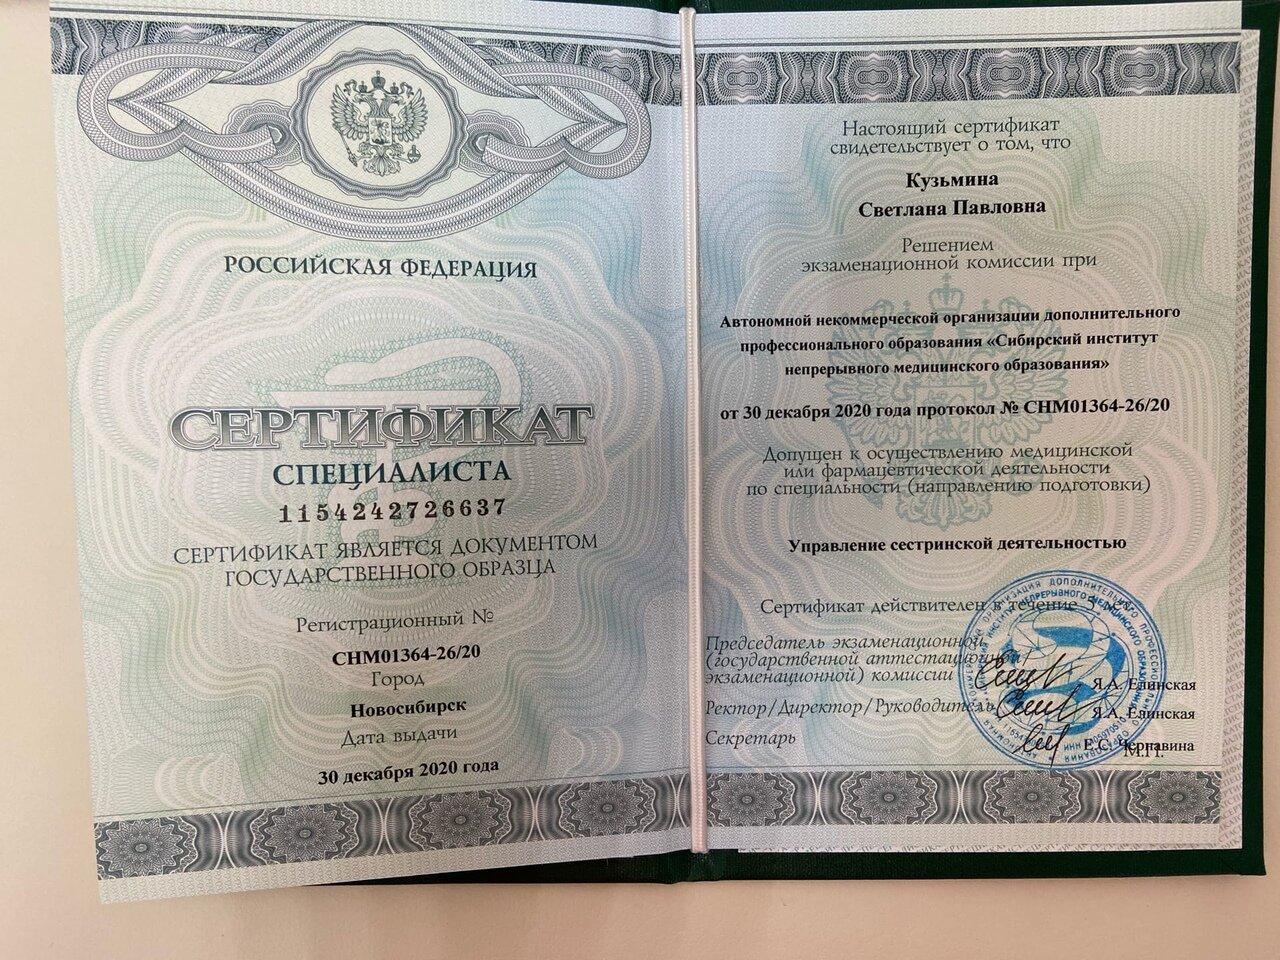 РОССИЙСКАЯ ФЕДЕРАЦИЯ
СЕРТИФИКАТ
СПЕЦИАЛИСТА
1154242726637
СЕРТИФИКАТ ЯВЛЯЕТСЯ ДОКУМЕНТОМ
ГОСУДАРСТВЕННОГО ОБРАЗЦА
Регистрационный №
СНМ01364-26/20
Город
Новосибирск
Дата выдачи
30 декабря 2020 года
Настоящий сертификат
свидетельствует о том, что
Кузьмина
Светлана Павловна
Решением
экзаменационной комиссии при
Автономной некоммерческой организации дополнительного
профессионального образования «Сибирский институт
непрерывного медицинского образования»
от 30 декабря 2020 года протокол № СНМ01364-26/20
Допущен к осуществлению медицинской
или фармацевтической деятельности
по специальности (направлению подготовки)
Управление сестринской деятельностью
Сертификат действителен в течение 5 лет
Председатель экзаменационной
(государственной аттестационной
экзаменационной) комиссии
Я.А. Елинская
Ректор/Директор/Руководитель
Я.А. Елинская
Секретарь
Е.С. Чернавина
М.П.